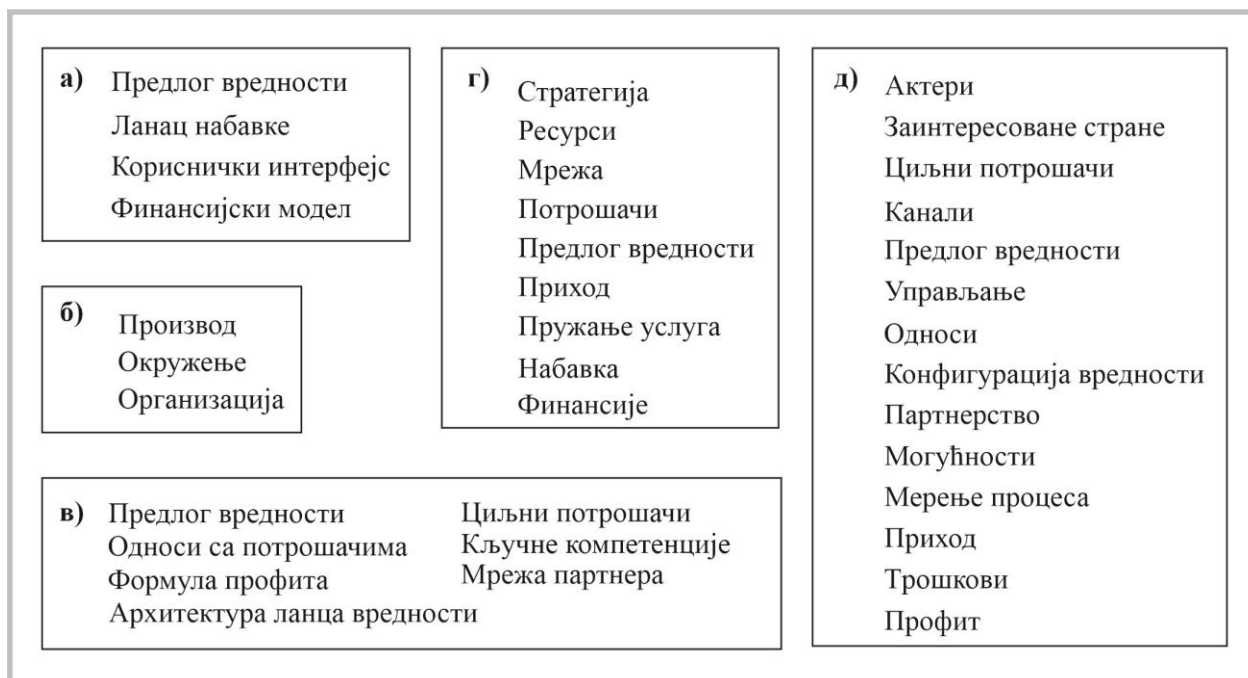 а) Предлог вредности
Ланац набавке
Кориснички интерфејс
Финансијски модел
б) Производ
Окружење
Организација
в) Предлог вредности
Односи са потрошачима
Формула профита
Архитектура ланца вредности
Циљни потрошачи
Кључне компетенције
Мрежа партнера
г) Стратегија
Ресурси
Мрежа
Потрошачи
Предлог вредности
Приход
Пружање услуга
Набавка
Финансије
д) Актери
Заинтересоване стране
Циљни потрошачи
Канали
Предлог вредности
Управљање
Односи
Конфигурација вредности
Партнерство
Могућности
Мерење процеса
Приход
Трошкови
Профит